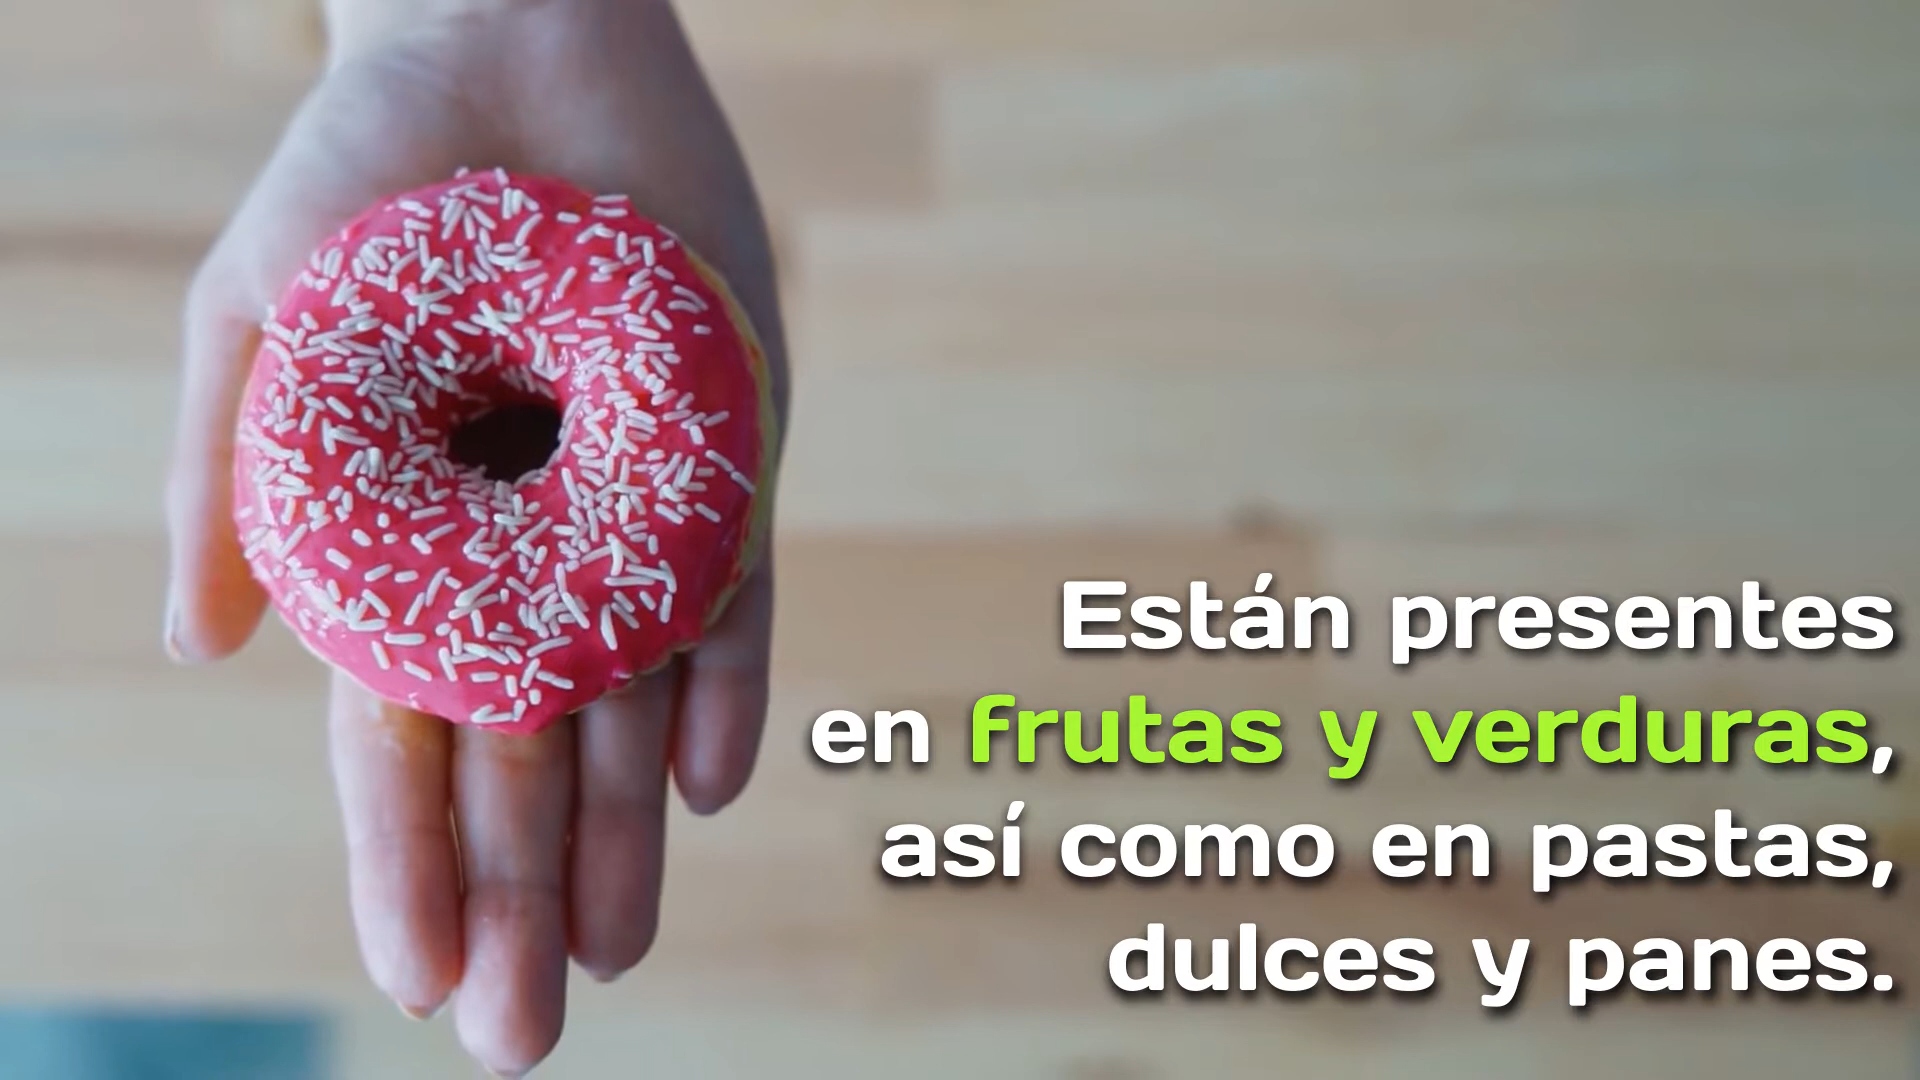 Están presentes
en frutas y verduras,
así como en pastas,
dulces y panes.